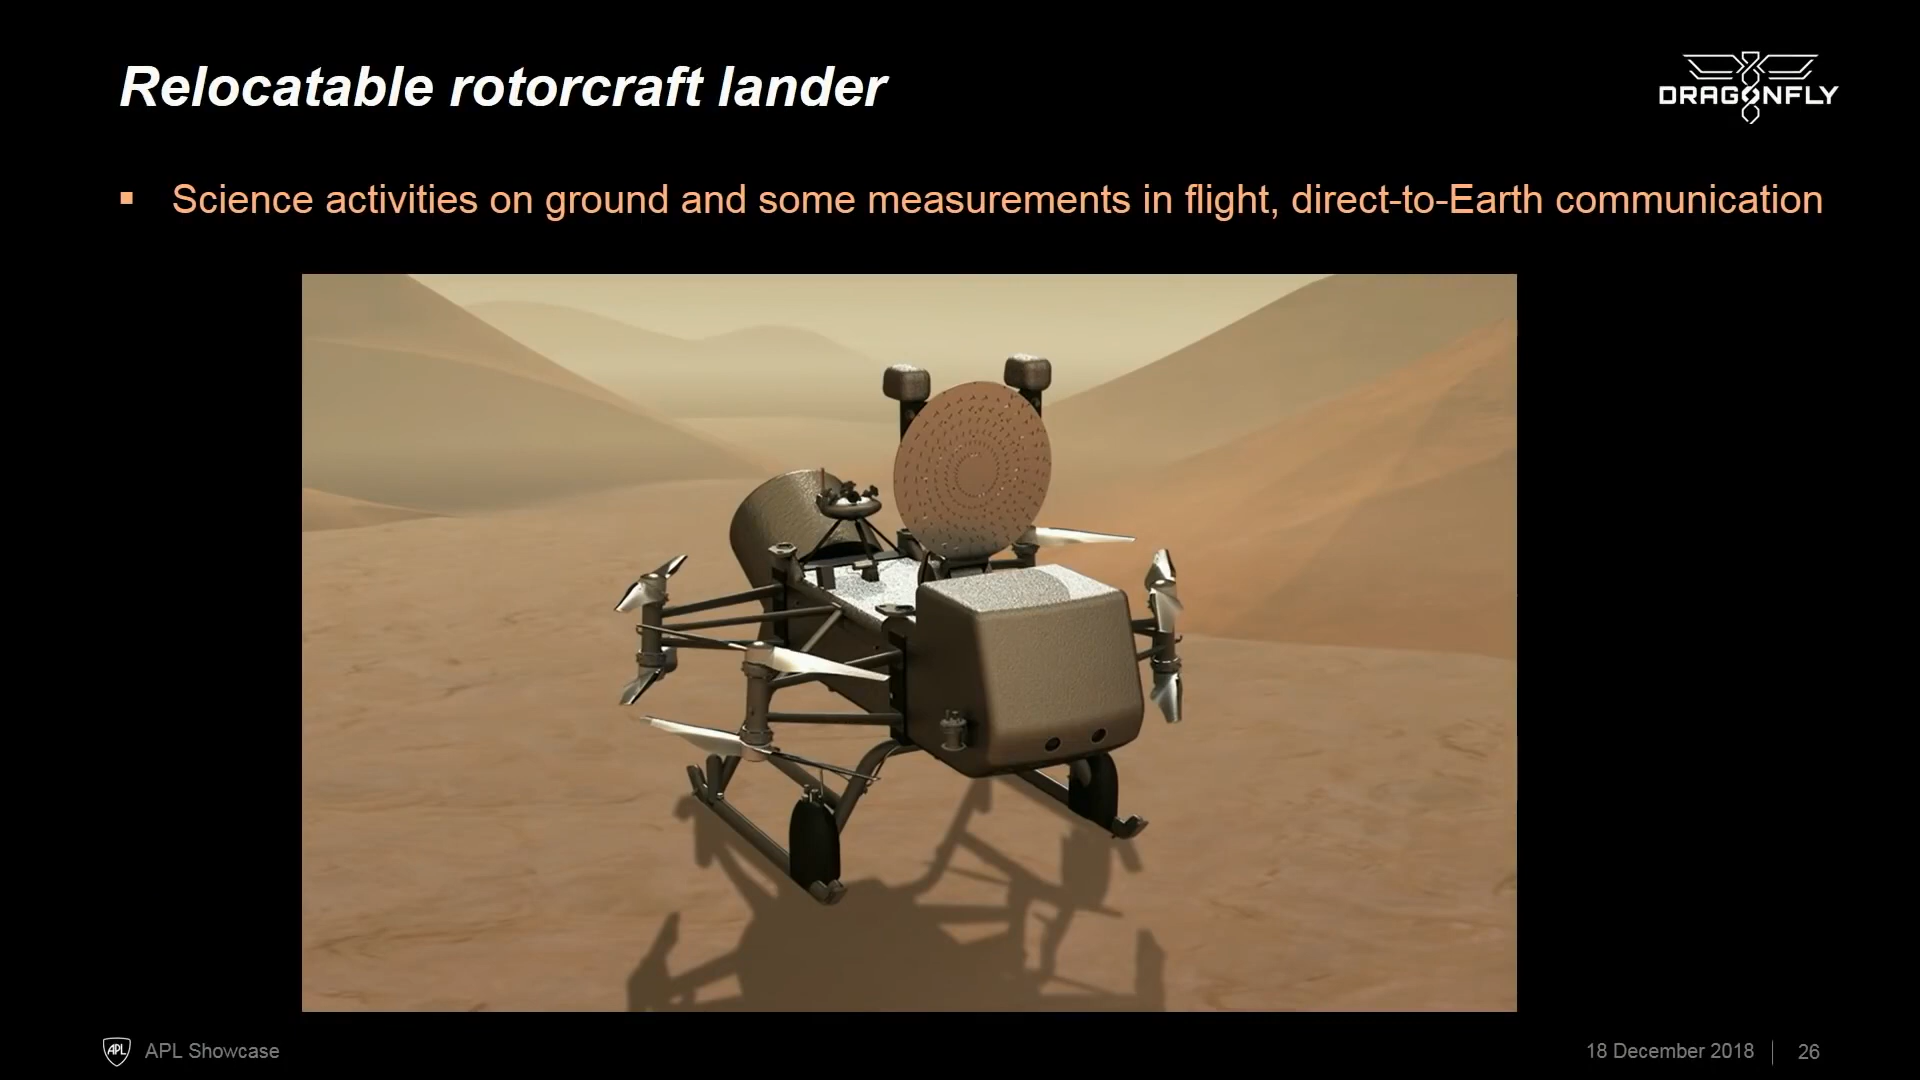 Relocatable rotorcraft lander
DRAGONFLY
▪ Science activities on ground and some measurements in flight, direct-to-Earth communication
APL
APL Showcase
18 December 2018 | 26